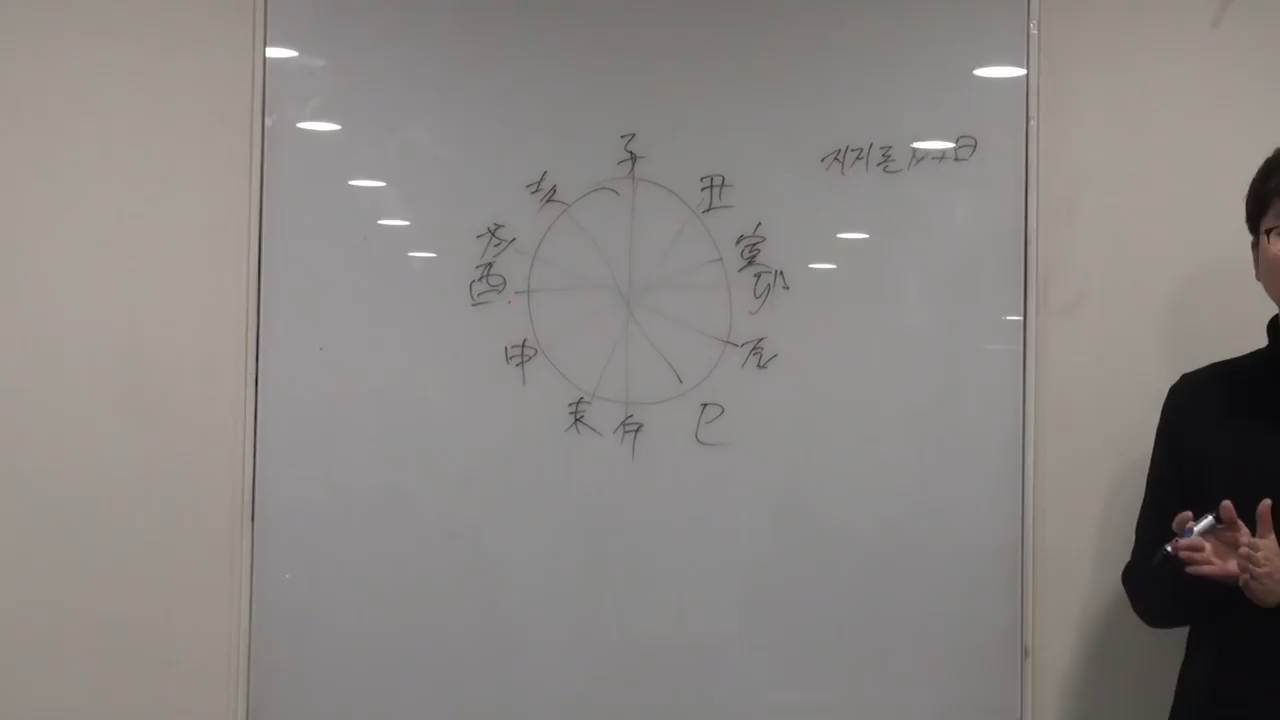 子
丑
寅
卯
辰
巳
午
未
申
酉
戌
亥
지지론